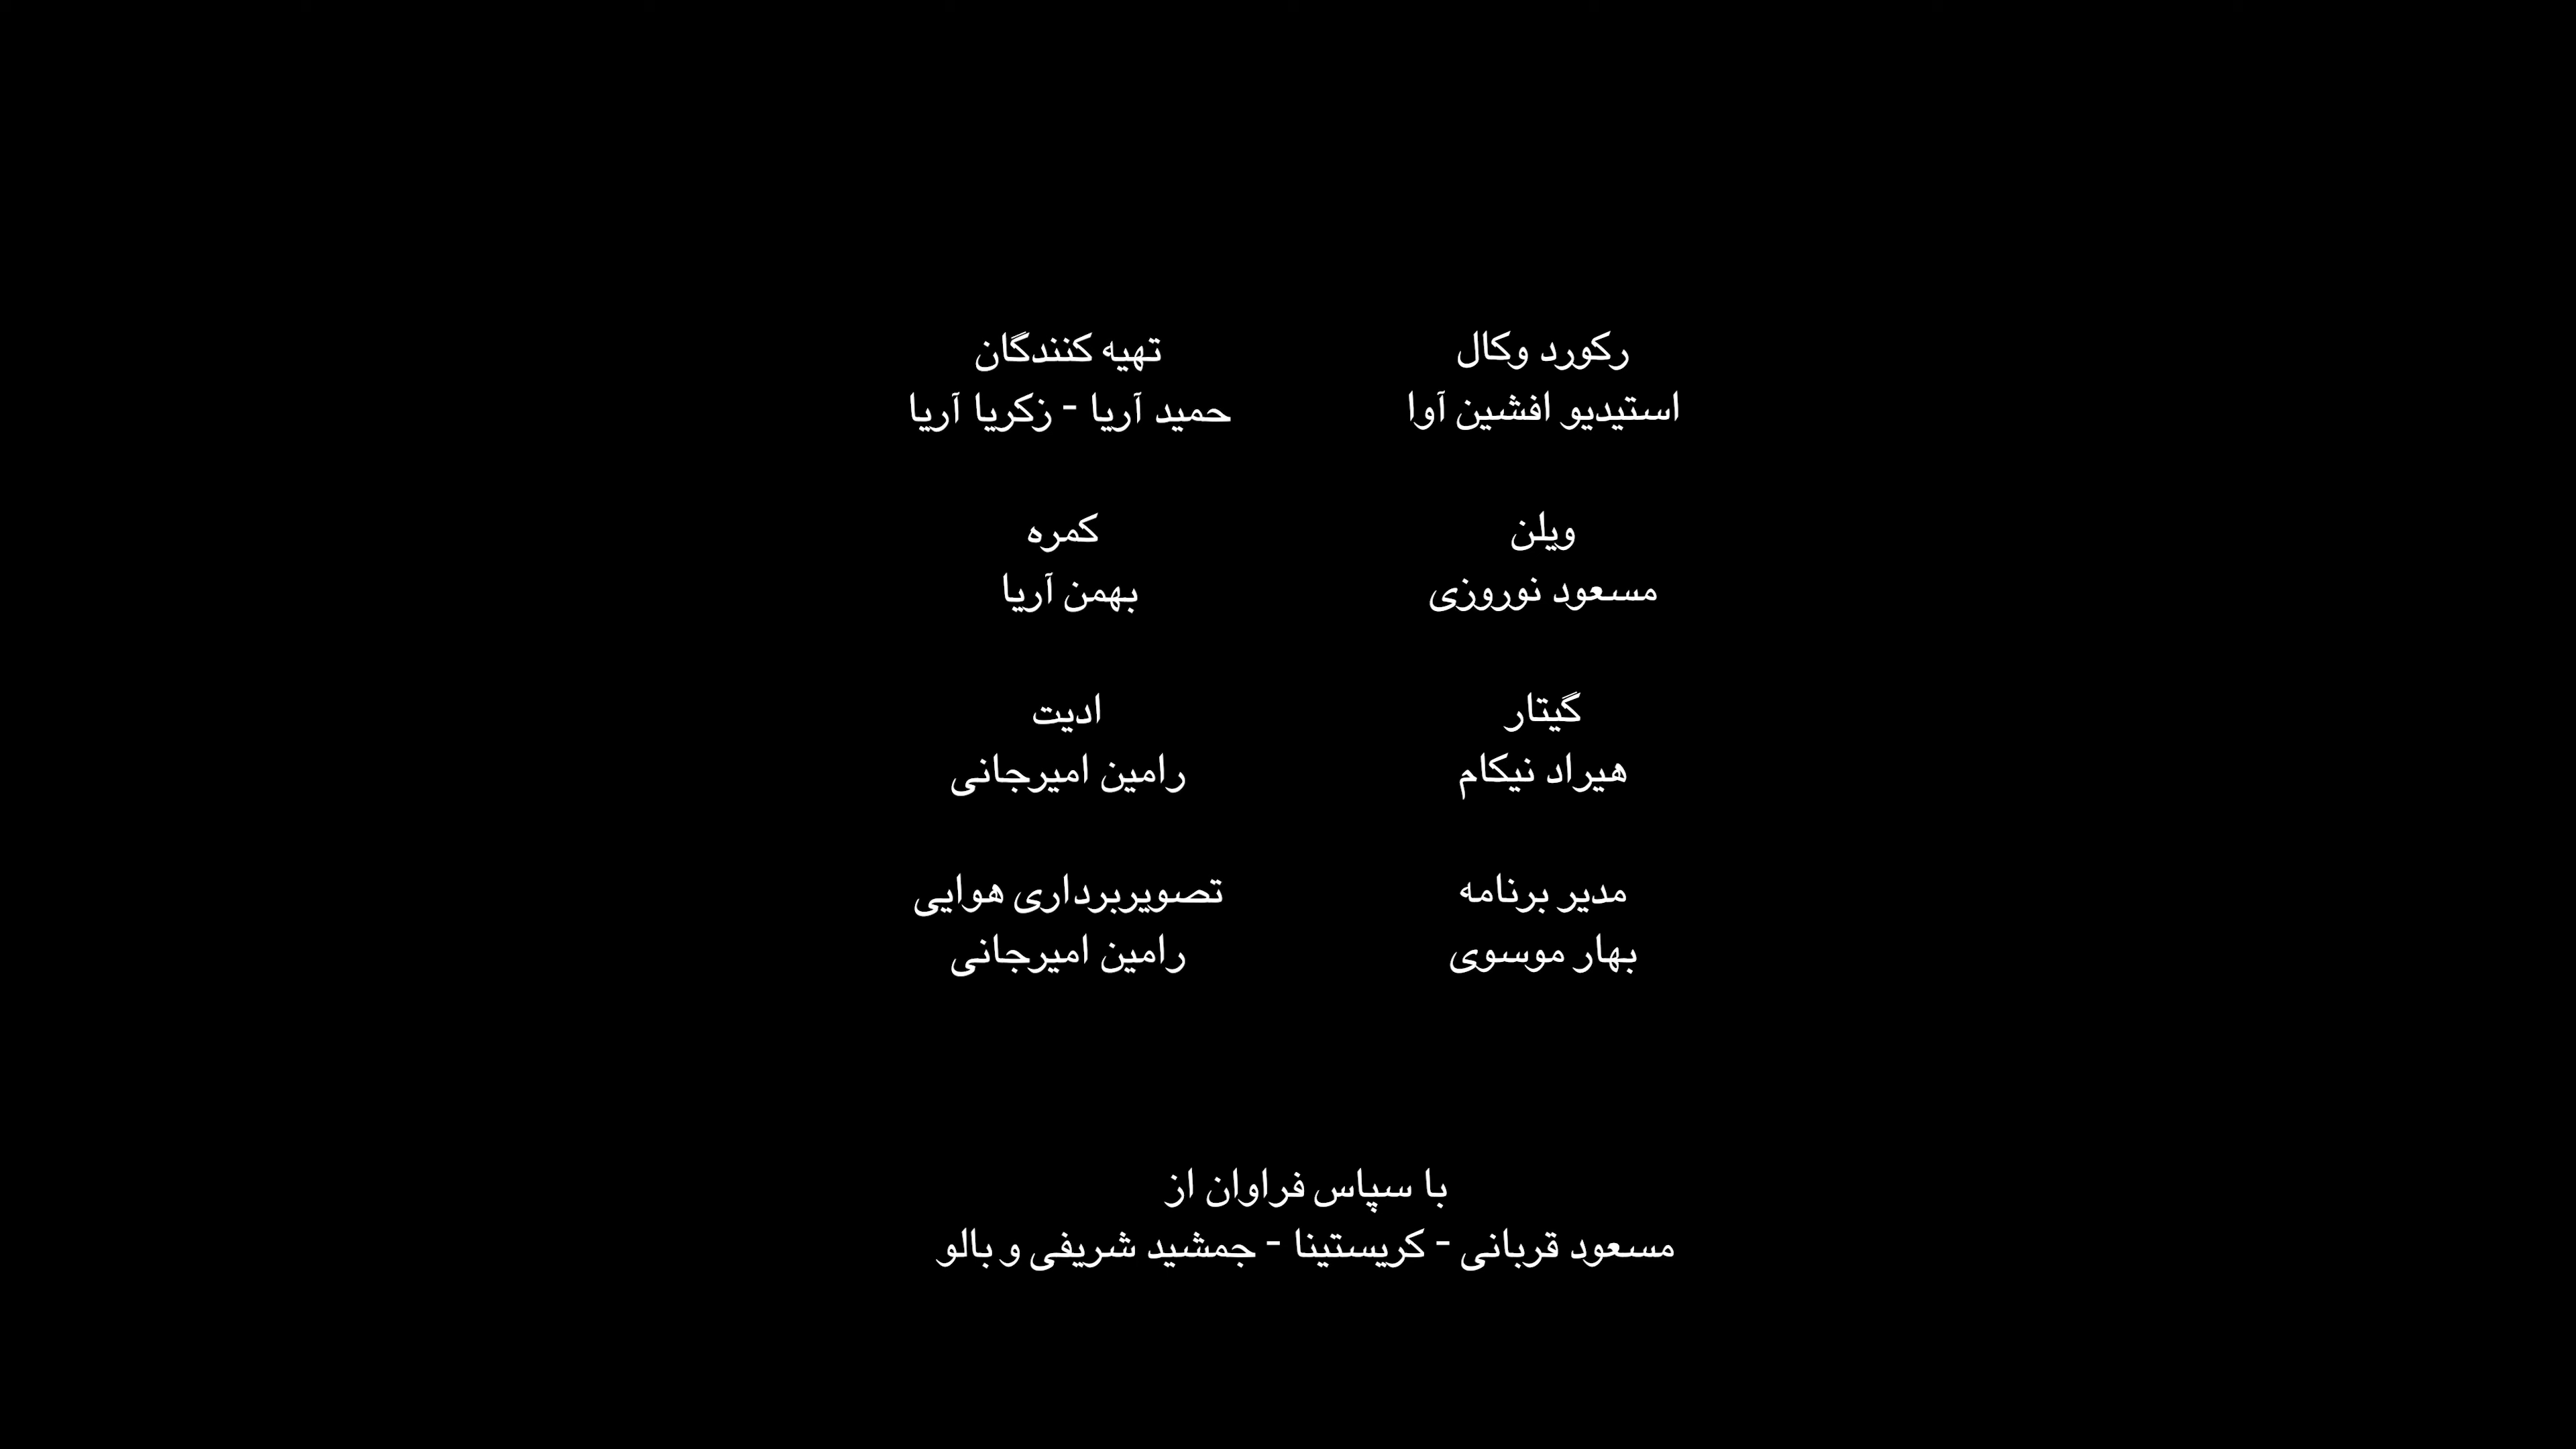 رکورد وکال
استیدیو افشین آوا
ویلن
مسعود نوروزی
گیتار
هیراد نیکام
مدیر برنامه
بهار موسوی
تهیه کنندگان
حمید آریا - زکریا آریا
کمره
بهمن آریا
ادیت
رامین امیرجانی
تصویربرداری هوایی
رامین امیرجانی
با سپاس فراوان از
مسعود قربانی - کریستینا - جمشید شریفی و بالو